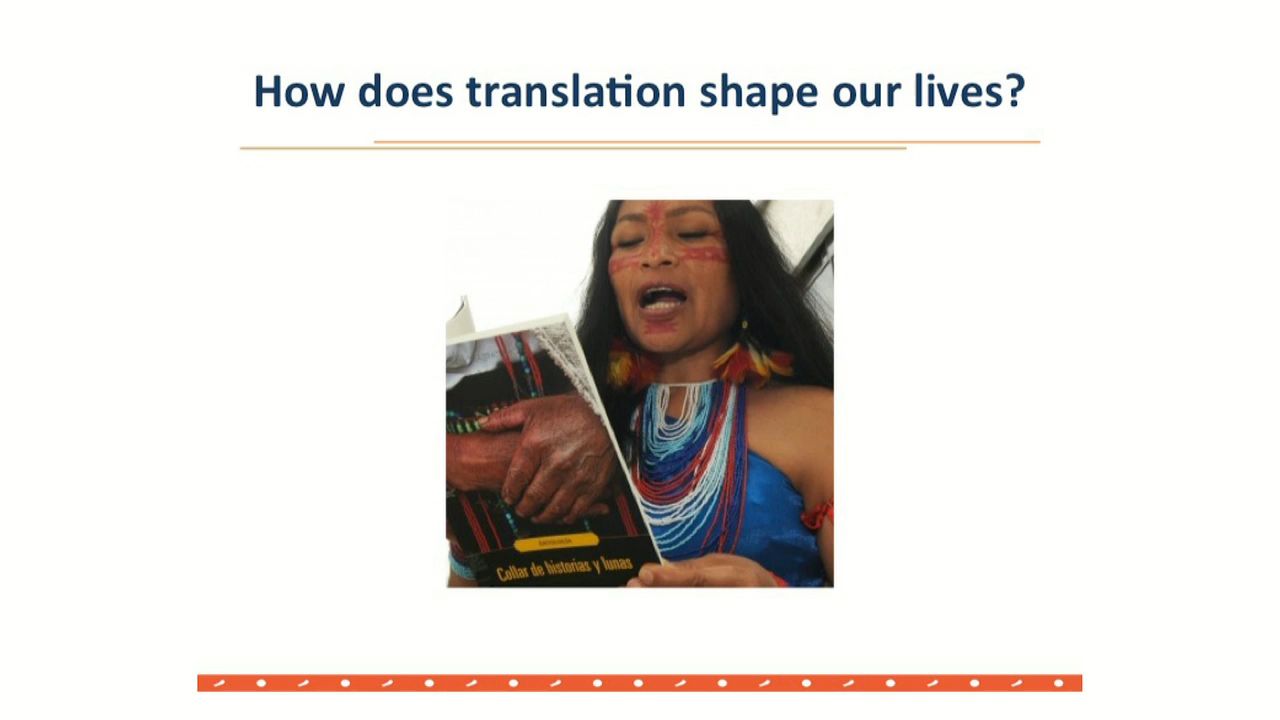 How does translation shape our lives?
Collar de historias y lunas